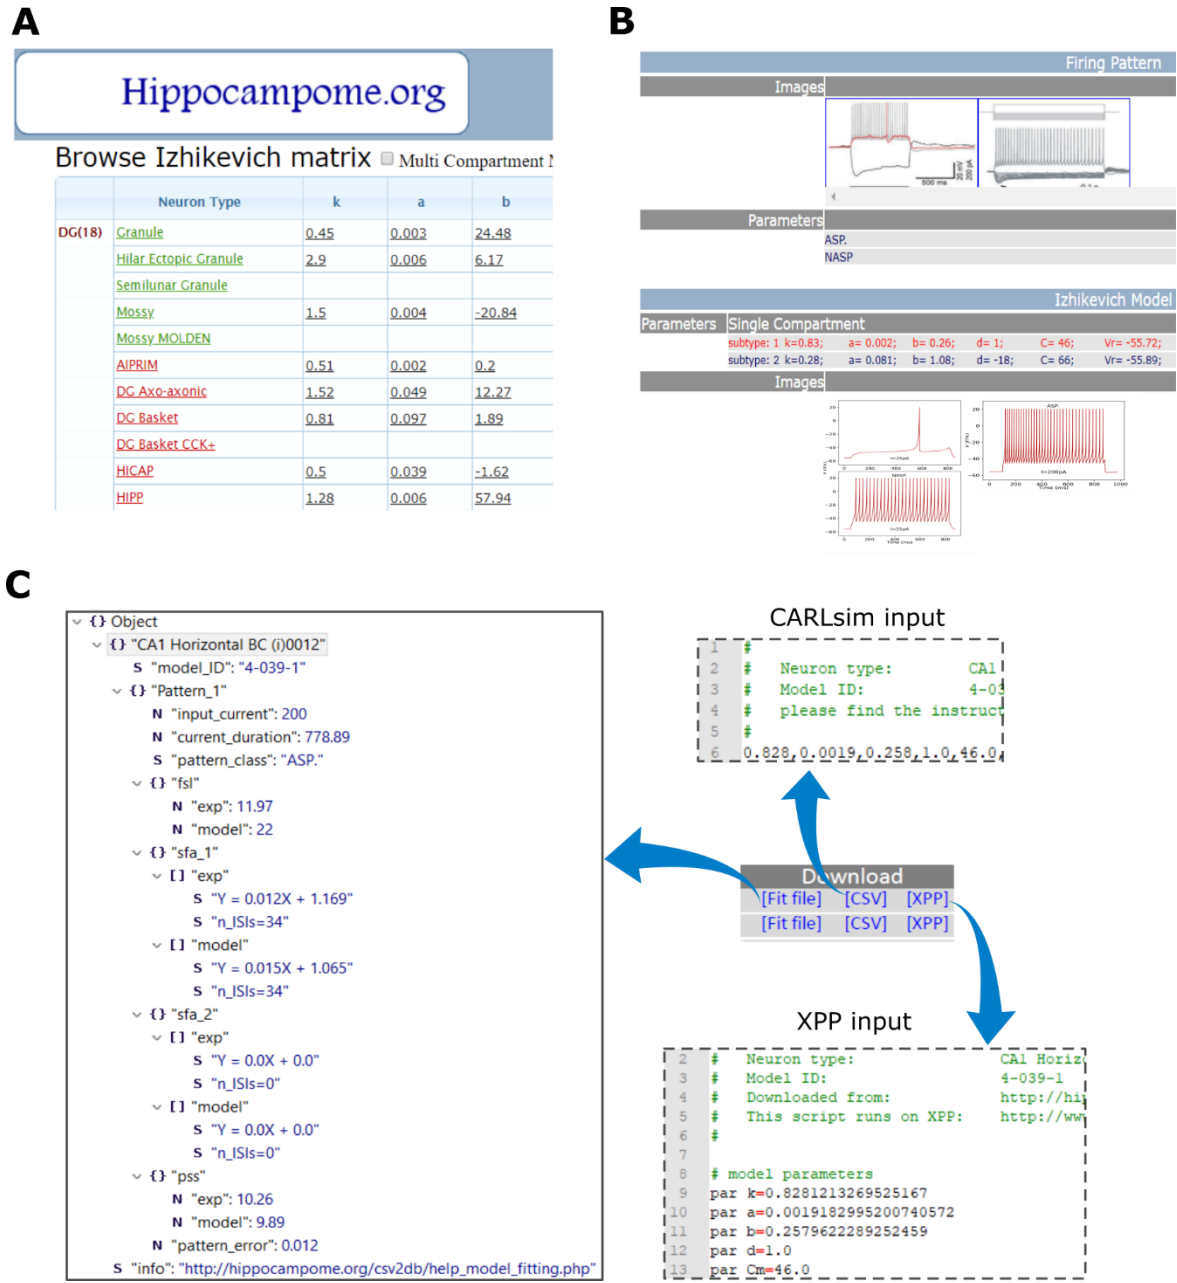 A
Hippocampome.org
Browse Izhikevich matrix Multi Compartment
Neuron Type k a b
DG(18) Granule 0.45 0.003 24.48
Hilar Ectopic Granule 2.9 0.006 6.17
Semilunar Granule
Mossy 1.5 0.004 -20.84
Mossy MOLDEN
AIPRIM 0.51 0.002 0.2
DG Axo-axonic 1.52 0.049 12.27
DG Basket 0.81 0.097 1.89
DG Basket CCK+
HICAP 0.5 0.039 -1.62
HIPP 1.28 0.006 57.94
B
Firing Pattern
Images
500 ms 20 mV 200 pA
Parameters
ASP.
NASP
Izhikevich Model
Parameters Single Compartment
subtype: 1 k=0.83; a= 0.002; b= 0.26; d= 1; C= 46; Vr= -55.72;
subtype: 2 k=0.28; a= 0.081; b= 1.08; d= -18; C= 66; Vr= -55.89;
Images
ASP.
NASP.
Time (ms)
Time (ms)
C
{} Object
{} "CA1 Horizontal BC (i)0012"
S "model_ID": "4-039-1"
{} "Pattern_1"
N "input_current": 200
N "current_duration": 778.89
S "pattern_class": "ASP."
{} "fsl"
N "exp": 11.97
N "model": 22
{} "sfa_1"
[] "exp"
S "Y = 0.012X + 1.169"
S "n_ISIs=34"
[] "model"
S "Y = 0.015X + 1.065"
S "n_ISIs=34"
{} "sfa_2"
[] "exp"
S "Y = 0.0X + 0.0"
S "n_ISIs=0"
[] "model"
S "Y = 0.0X + 0.0"
S "n_ISIs=0"
{} "pss"
N "exp": 10.26
N "model": 9.89
N "pattern_error": 0.012
S "info": "http://hippocampome.org/csv2db/help_model_fitting.php"
CARLsim input
1 #
2 # Neuron type: CA1
3 # Model ID: 4-03
4 # please find the instruct
5 #
6 0.828,0.0019,0.258,1.0,46.0,
Download
[Fit file] [CSV] [XPP]
[Fit file] [CSV] [XPP]
XPP input
2 # Neuron type: CA1 Horiz
3 # Model ID: 4-039-1
4 # Downloaded from: http://hi
5 # This script runs on XPP: http://ww
6 #
7
8 # model parameters
9 par k=0.8281213269525167
10 par a=0.0019182995200740572
11 par b=0.2579622289252459
12 par d=1.0
13 par Cm=46.0